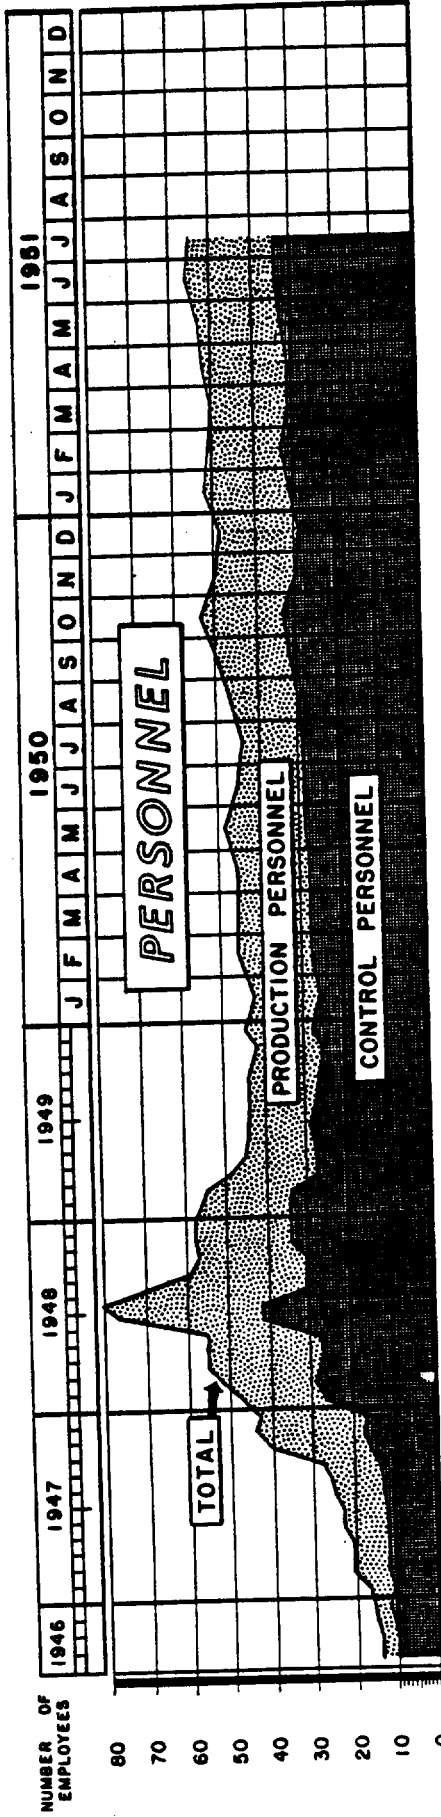 NUMBER OF
EMPLOYEES
1946 1947 1948 1949 1950 1951
J F M A M J J A S O N D J F M A M J J A S O N D
80
70
60
50
40
30
20
10
0
PERSONNEL
TOTAL
PRODUCTION PERSONNEL
CONTROL PERSONNEL